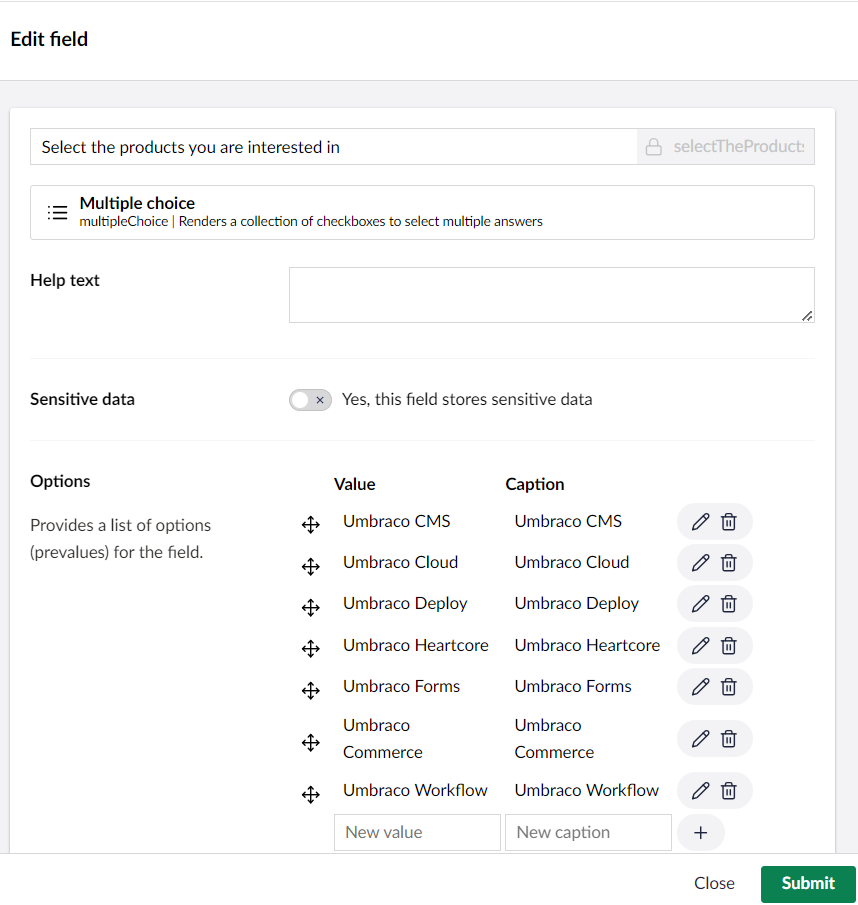 Edit field
Select the products you are interested in selectTheProducts
Multiple choice
multipleChoice | Renders a collection of checkboxes to select multiple answers
Help text
Sensitive data Yes, this field stores sensitive data
Options Value Caption
Provides a list of options
(prevalues) for the field.
Umbraco CMS Umbraco CMS
Umbraco Cloud Umbraco Cloud
Umbraco Deploy Umbraco Deploy
Umbraco Heartcore Umbraco Heartcore
Umbraco Forms Umbraco Forms
Umbraco Umbraco
Commerce Commerce
Umbraco Workflow Umbraco Workflow
New value New caption
Close Submit